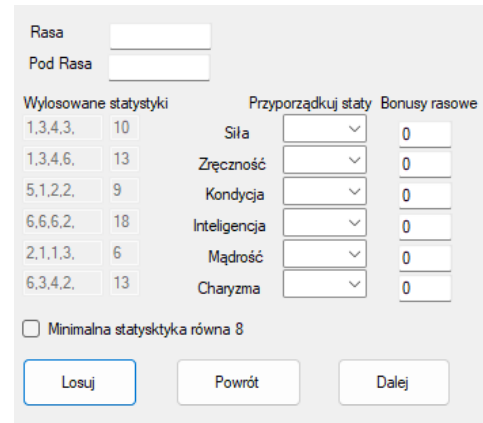 Rasa
Pod Rasa
Wylosowane statystyki Przyporządkuj staty Bonusy rasowe
1,3,4,3, 10 Siła 0
1,3,4,6, 13 Zręczność 0
5,1,2,2, 9 Kondycja 0
6,6,6,2, 18 Inteligencja 0
2,1,1,3, 6 Mądrość 0
6,3,4,2, 13 Charyzma 0
Minimalna statysktyka równa 8
Losuj Powrót Dalej